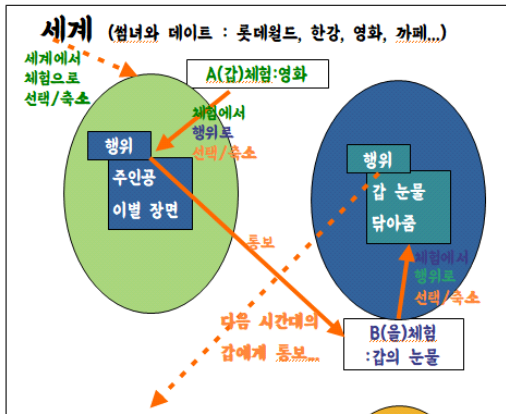 세계 (썸녀와 데이트 : 롯데월드, 한강, 영화, 까페...)
세계에서
체험으로
선택/축소
A(갑)체험:영화
체험에서
행위로
선택/축소
행위
주인공
이별 장면
행위
갑 눈물
닦아줌
통보
체험에서
행위로
선택/축소
다음 시간대의
갑에게 통보...
B(을)체험
:갑의 눈물